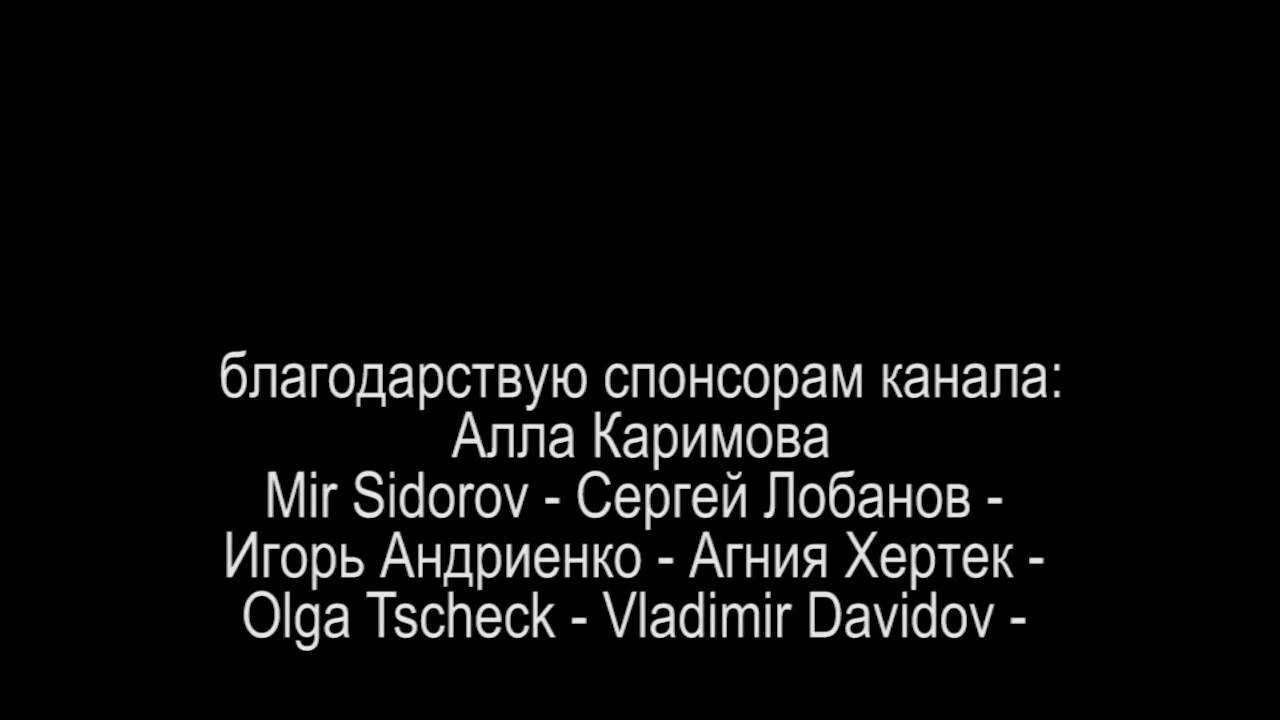 благодарствую спонсорам канала:
Алла Каримова
Mir Sidorov - Сергей Лобанов -
Игорь Андриенко - Агния Хертек -
Olga Tscheck - Vladimir Davidov -